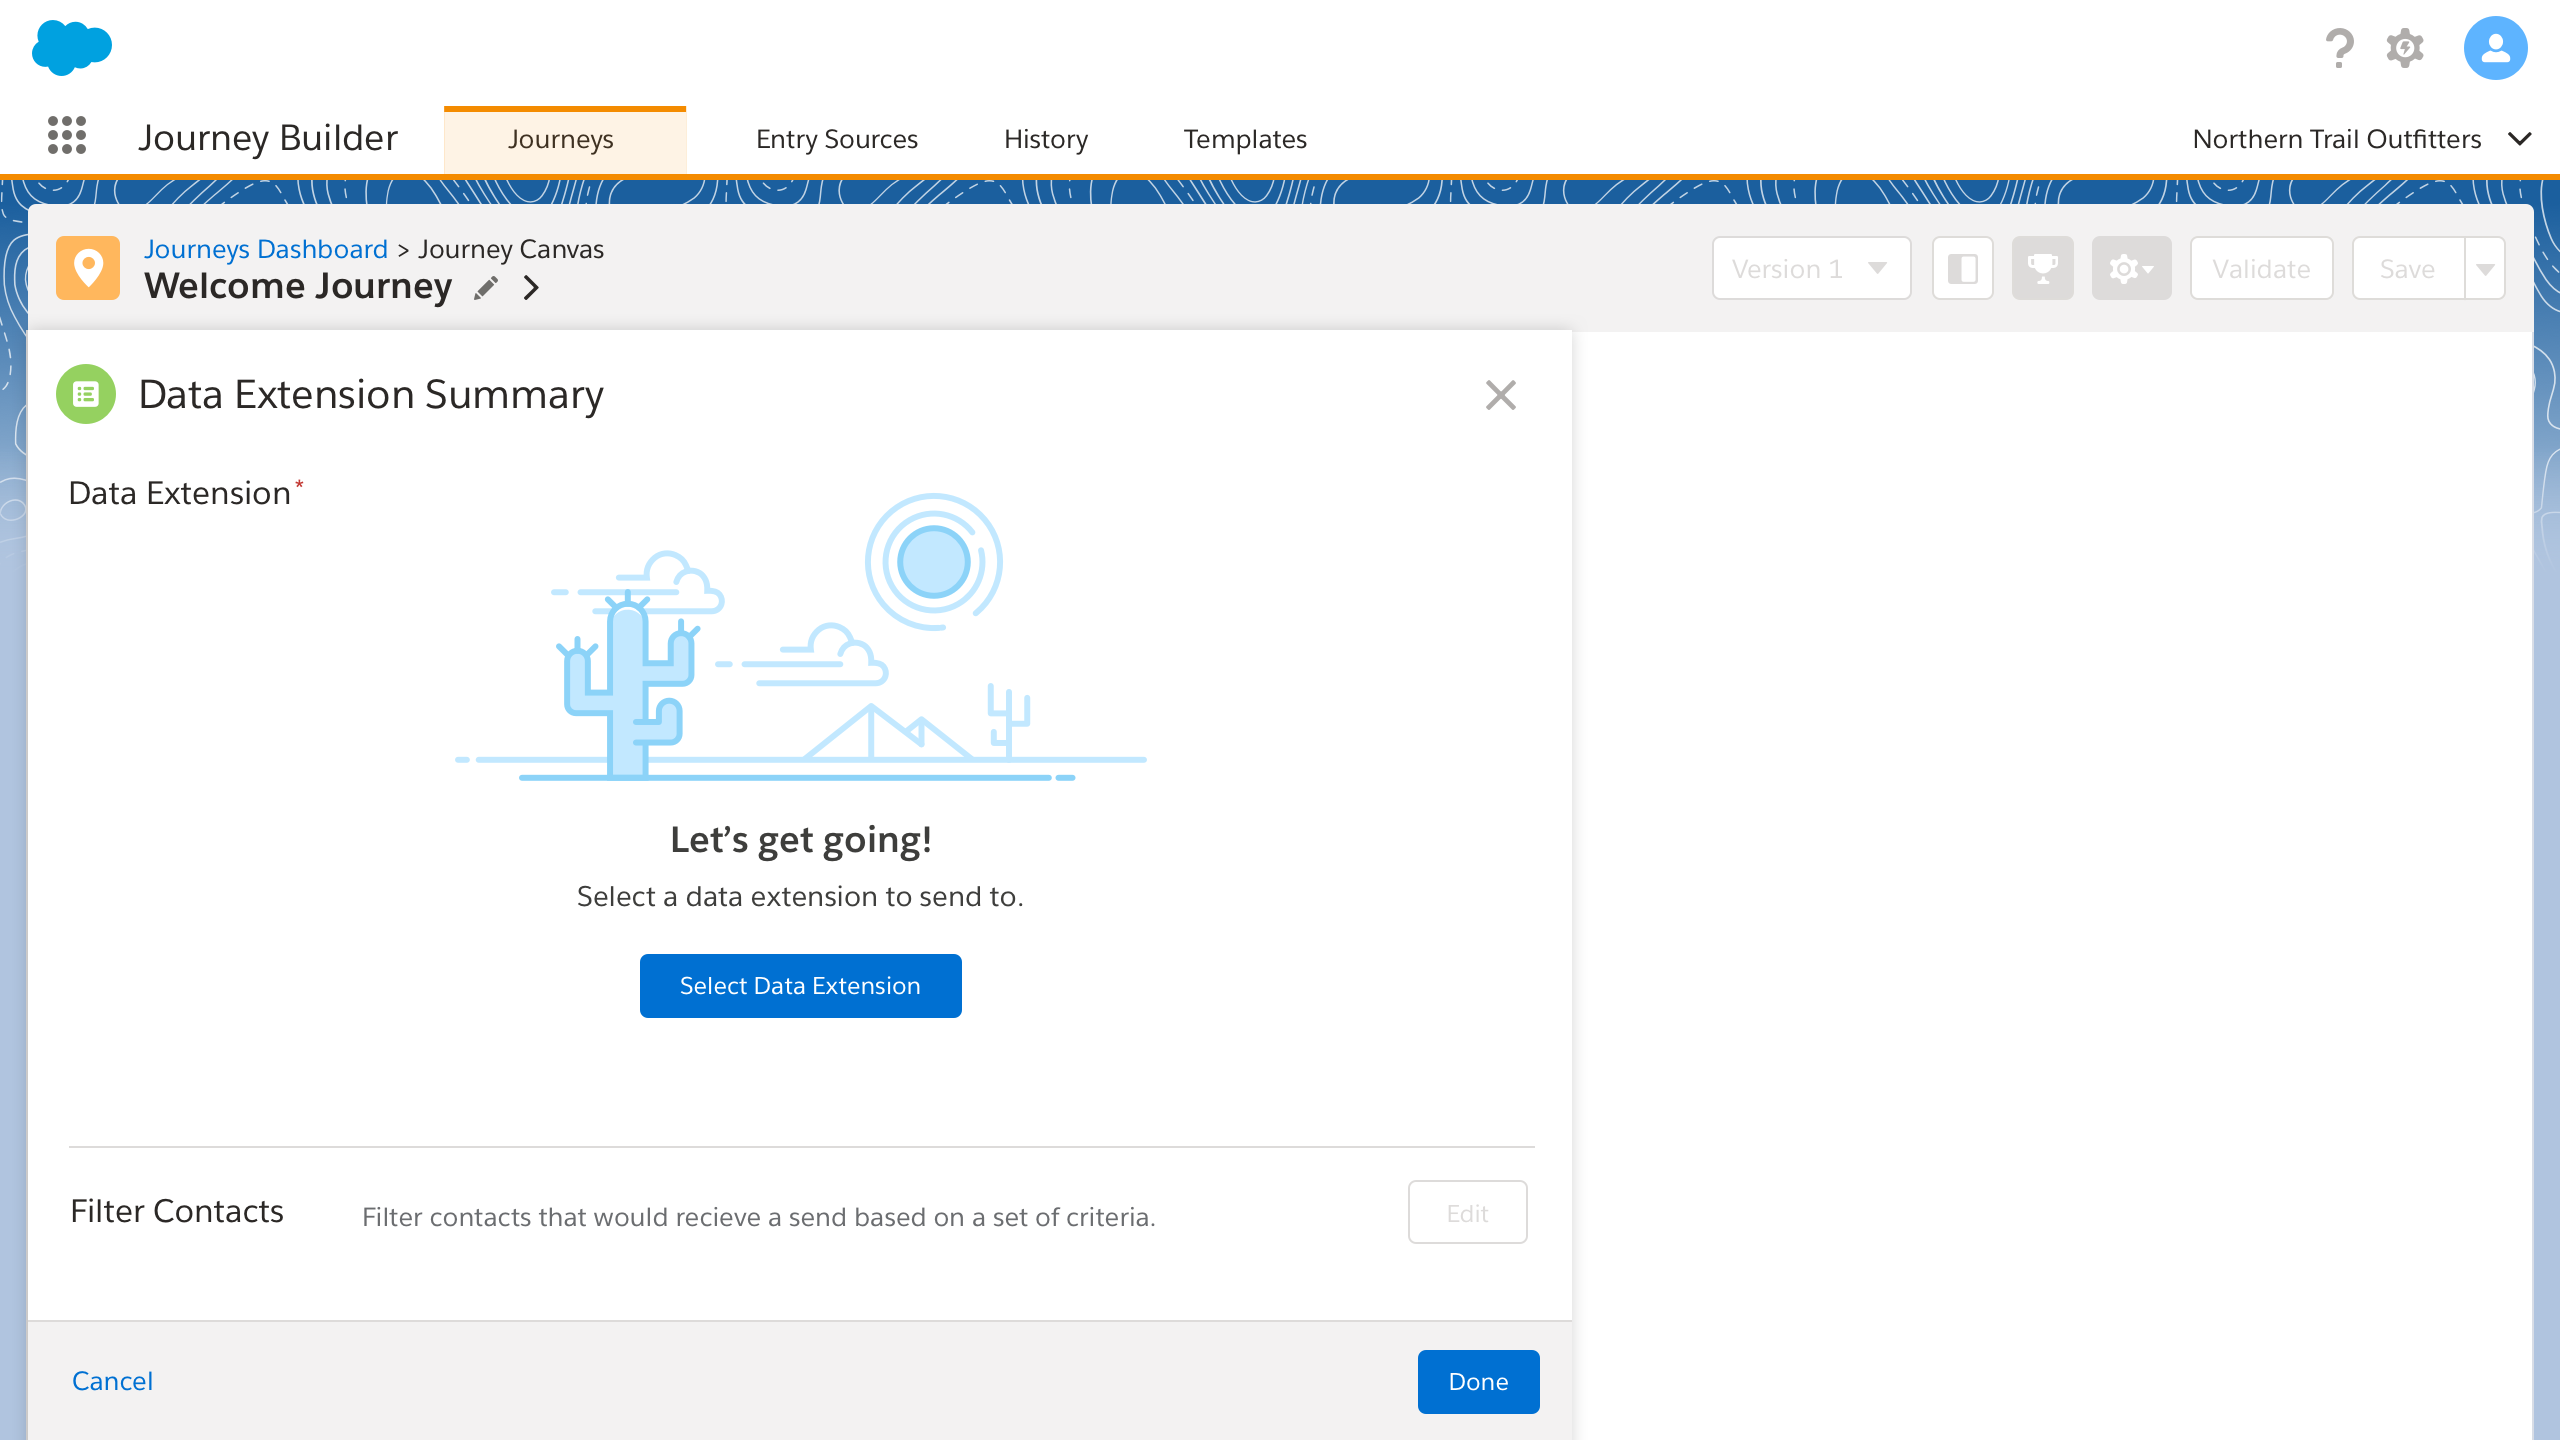 Journey Builder
Journeys
Entry Sources
History
Templates
Northern Trail Outfitters
Journeys Dashboard > Journey Canvas
Welcome Journey
Version 1
Validate
Save
Data Extension Summary
Data Extension*
Let’s get going!
Select a data extension to send to.
Select Data Extension
Filter Contacts
Filter contacts that would recieve a send based on a set of criteria.
Edit
Cancel
Done